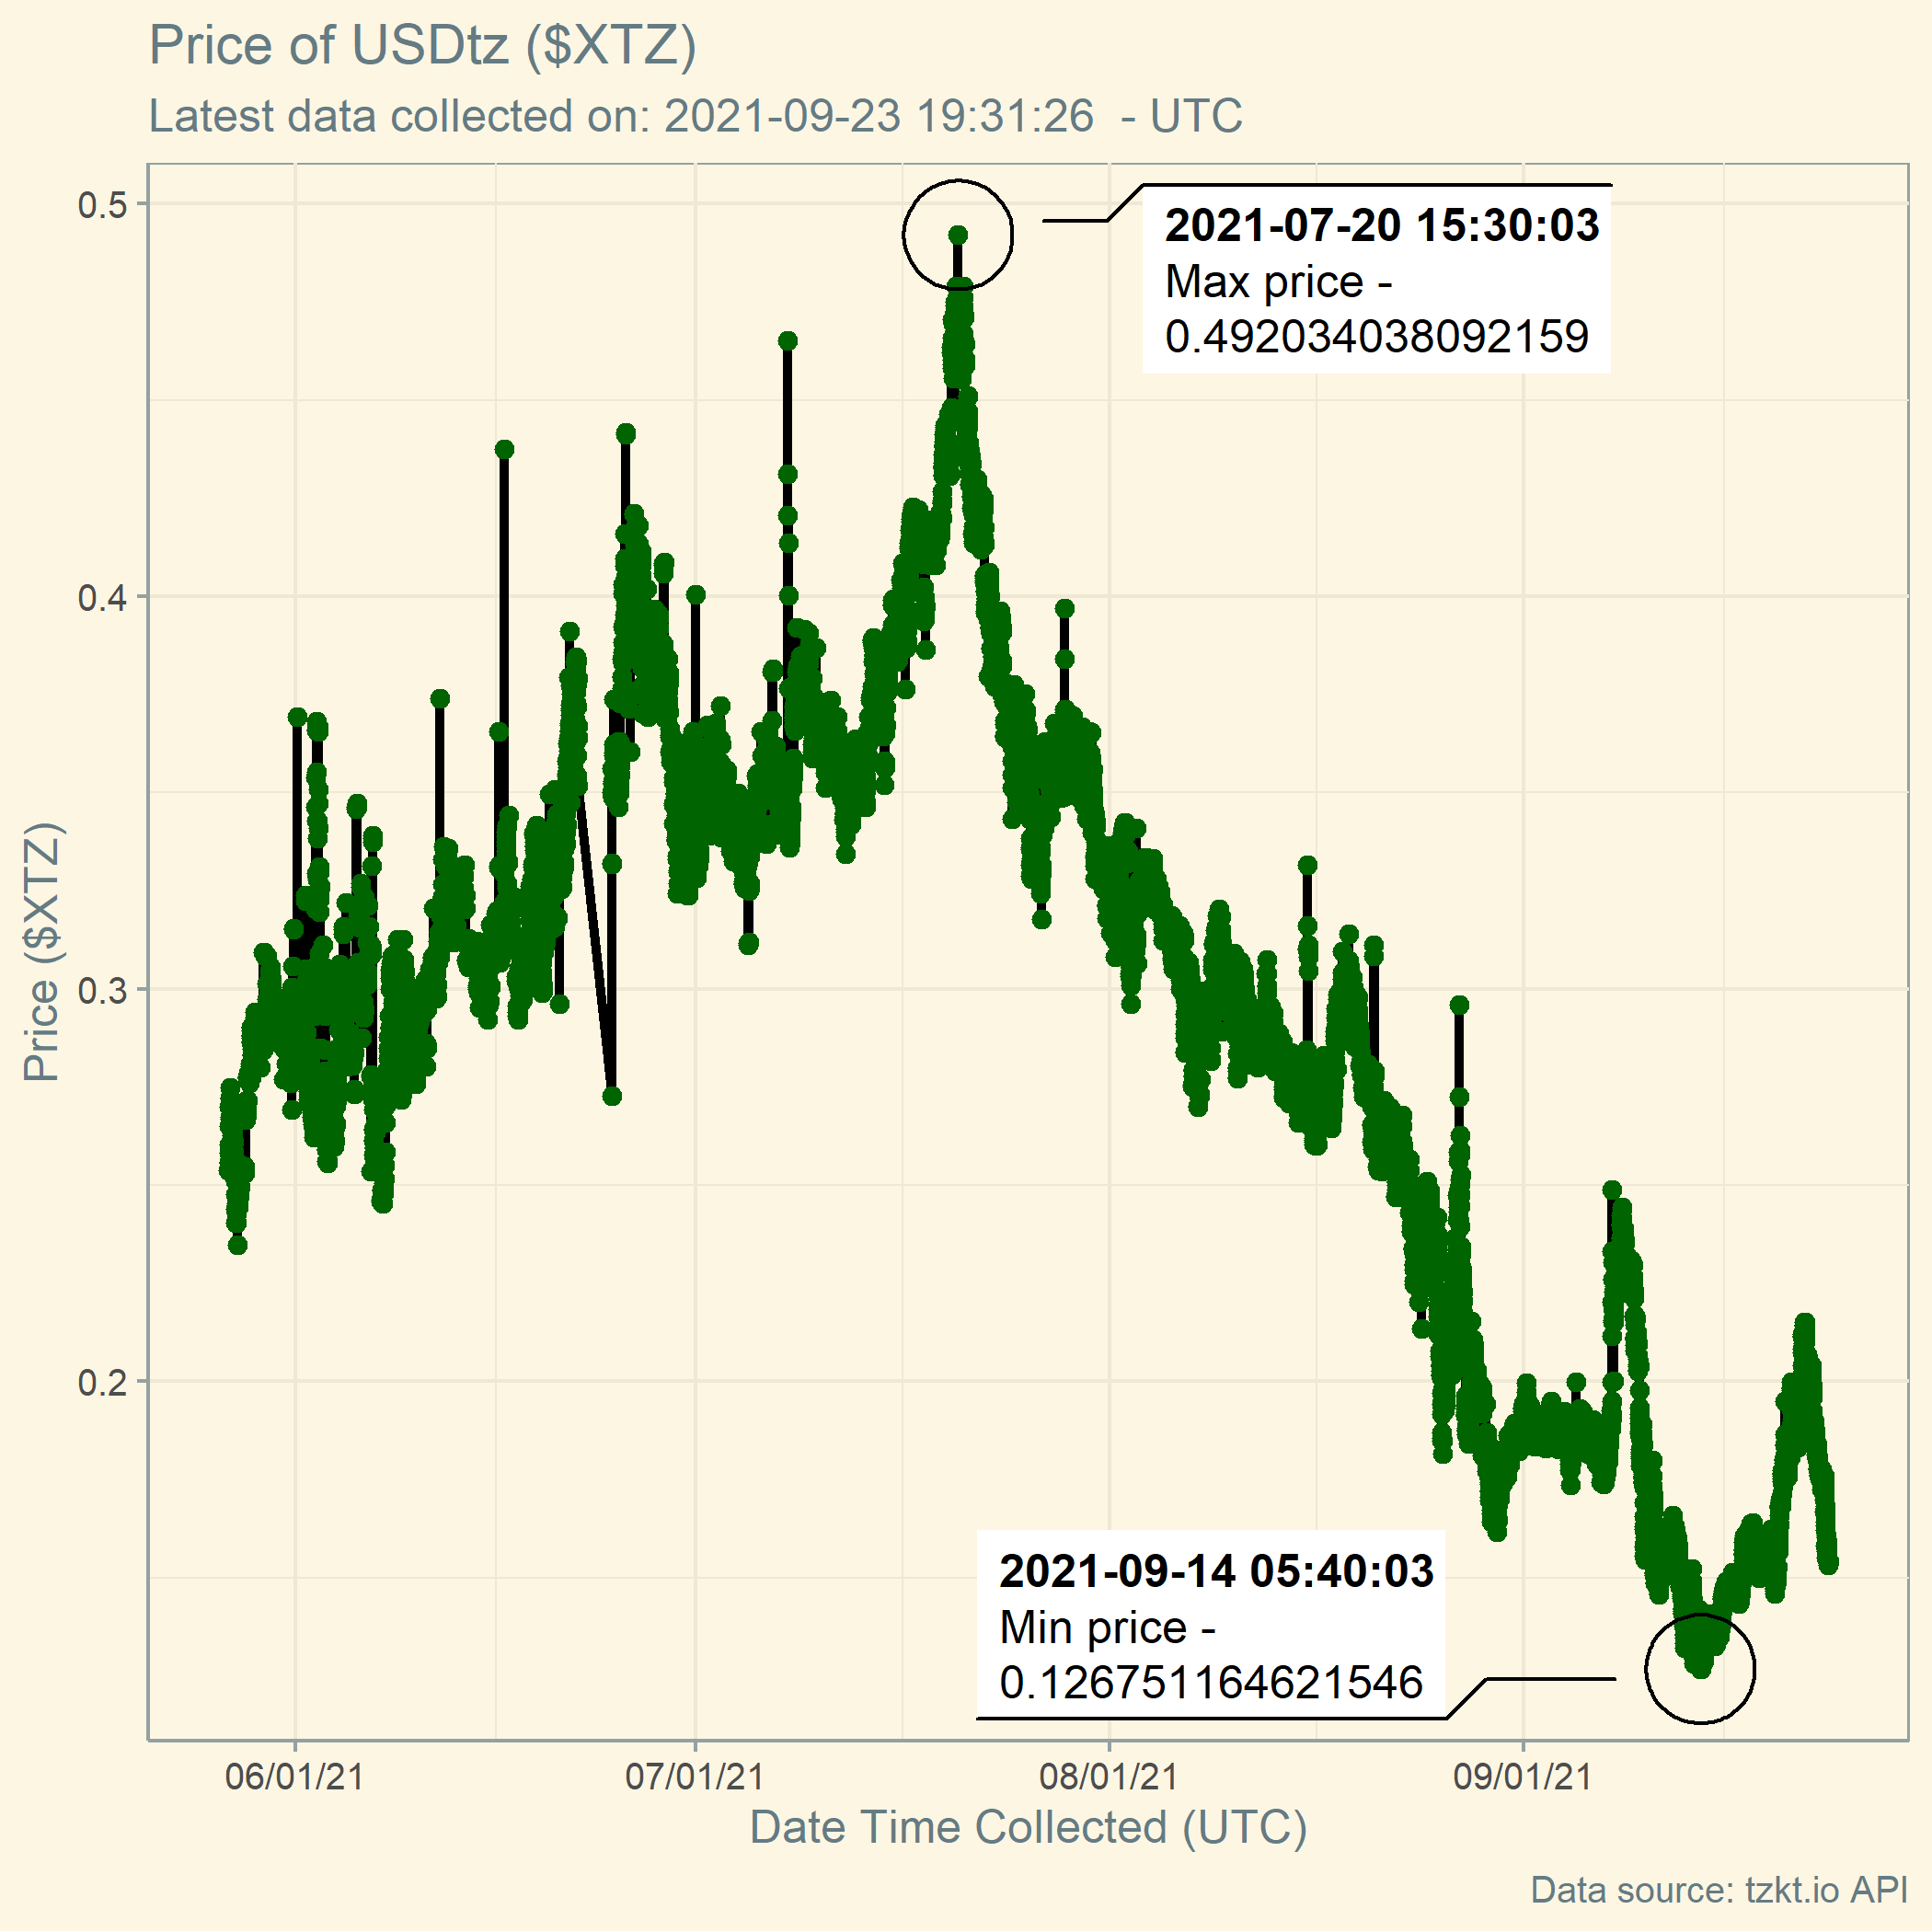 Price of USDtz ($XTZ)
Latest data collected on: 2021-09-23 19:31:26  - UTC
0.5
0.4
0.3
0.2
Price ($XTZ)
2021-07-20 15:30:03
Max price -
0.492034038092159
2021-09-14 05:40:03
Min price -
0.126751164621546
06/01/21
07/01/21
08/01/21
09/01/21
Date Time Collected (UTC)
Data source: tzkt.io API